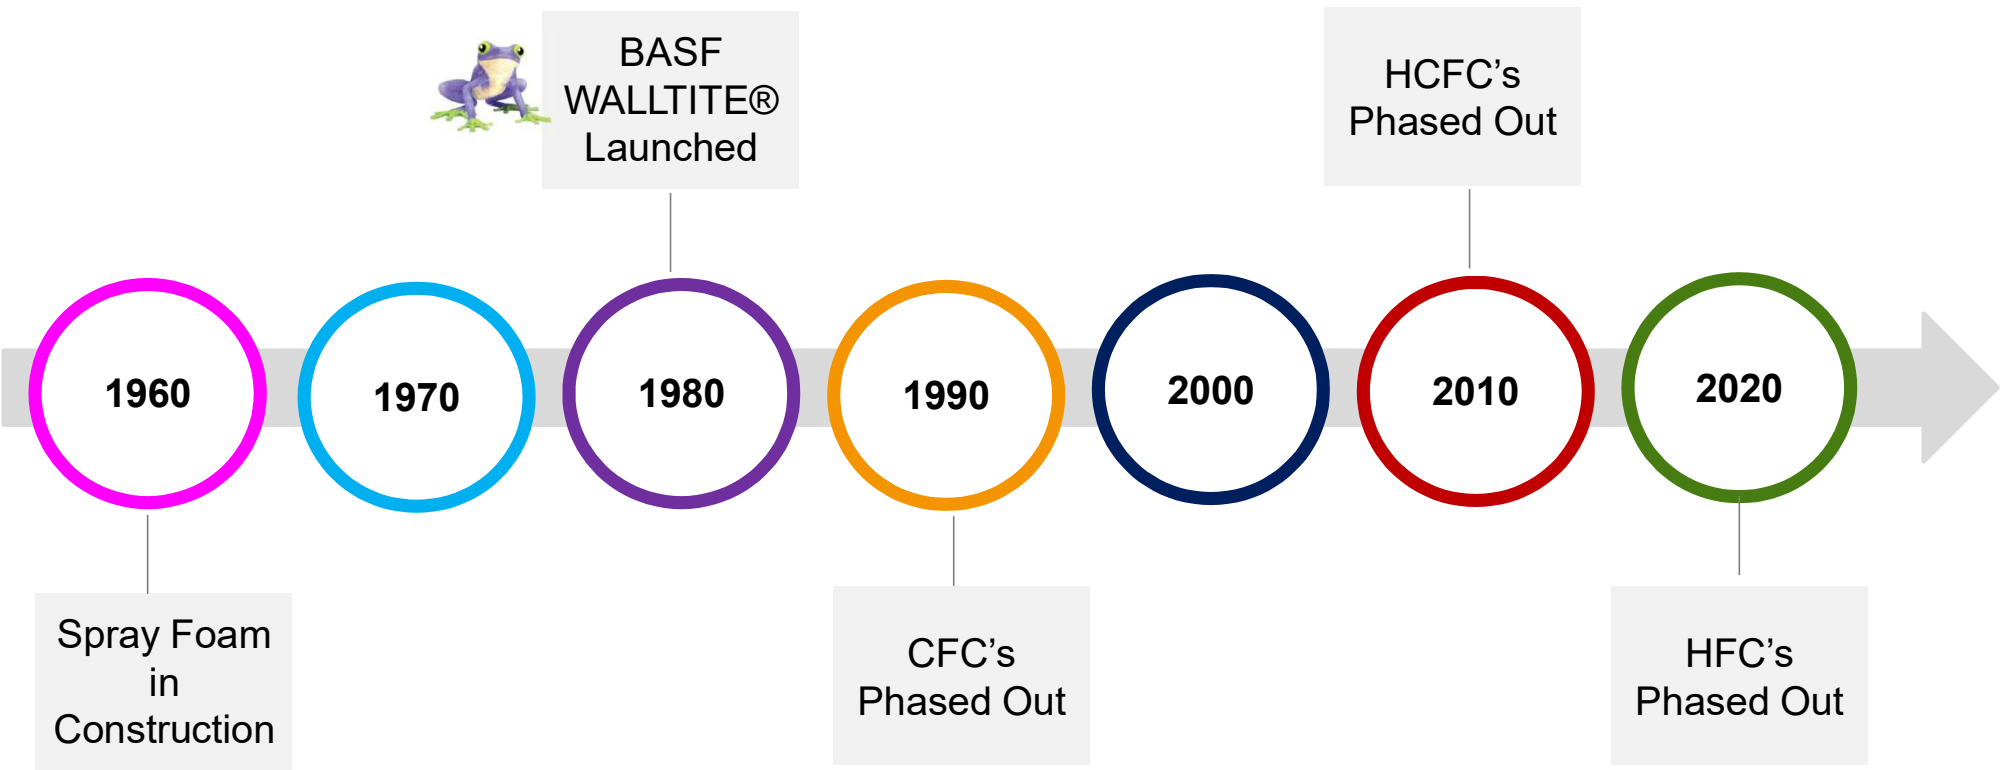 BASF
WALLTITE®
Launched
HCFC’s
Phased Out
1960
1970
1980
1990
2000
2010
2020
Spray Foam
in
Construction
CFC’s
Phased Out
HFC’s
Phased Out